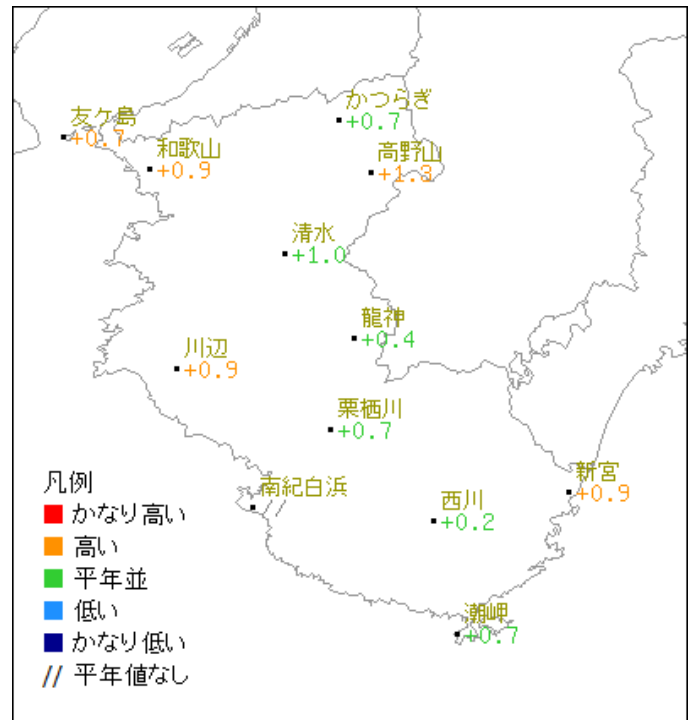 かつらぎ
+0.7
友ケ島
+0.7
和歌山
+0.9
高野山
+1.3
清水
+1.0
龍神
+0.4
川辺
+0.9
栗栖川
+0.7
南紀白浜
//
西川
+0.2
新宮
+0.9
潮岬
+0.7
凡例
かなり高い
高い
平年並
低い
かなり低い
// 平年値なし